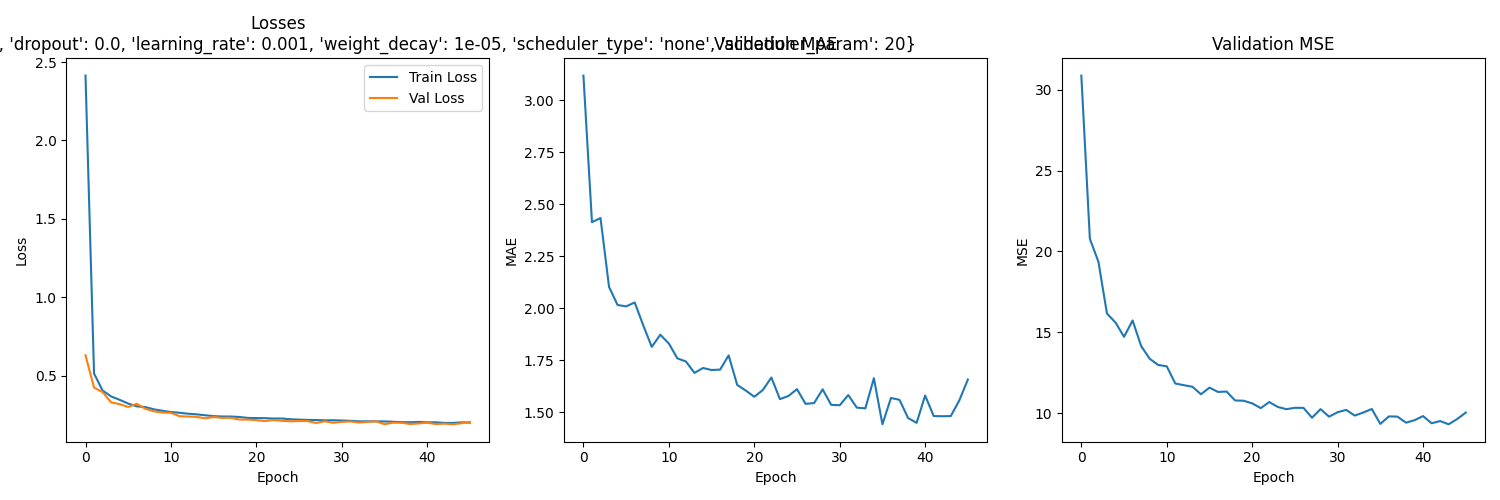 Losses
, 'dropout': 0.0, 'learning_rate': 0.001, 'weight_decay': 1e-05, 'scheduler_type': 'none', 'scheduler_param': 20}
Validation MAE
Validation MSE
Train Loss
Val Loss
2.5
2.0
1.5
1.0
0.5
Loss
0 10 20 30 40
Epoch
3.00
2.75
2.50
2.25
2.00
1.75
1.50
MAE
0 10 20 30 40
Epoch
30
25
20
15
10
MSE
0 10 20 30 40
Epoch